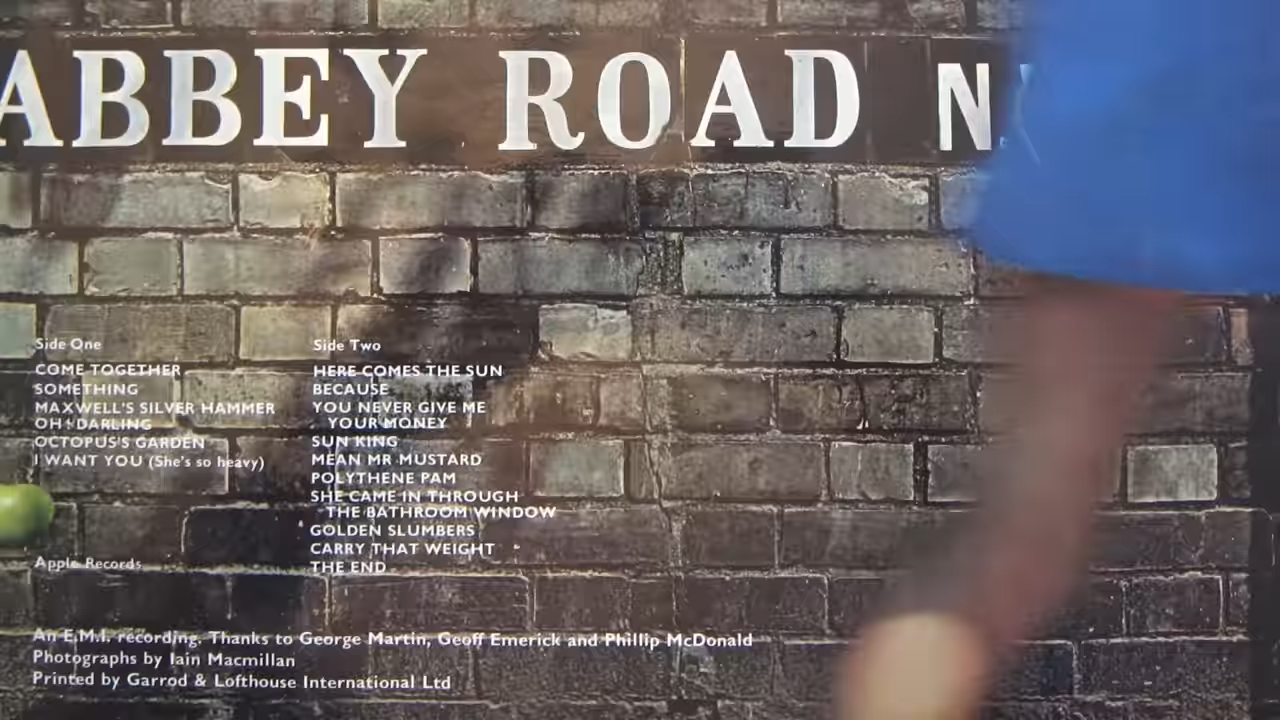 ABBEY ROAD N.
Side One
COME TOGETHER
SOMETHING
MAXWELL'S SILVER HAMMER
OH! DARLING
OCTOPUS'S GARDEN
I WANT YOU (She's so heavy)
Side Two
HERE COMES THE SUN
BECAUSE
YOU NEVER GIVE ME
YOUR MONEY
SUN KING
MEAN MR MUSTARD
POLYTHENE PAM
SHE CAME IN THROUGH
THE BATHROOM WINDOW
GOLDEN SLUMBERS
CARRY THAT WEIGHT
THE END
Apple Records
An E.M.I. recording. Thanks to George Martin, Geoff Emerick and Phillip McDonald
Photographs by Iain Macmillan
Printed by Garrod & Lofthouse International Ltd